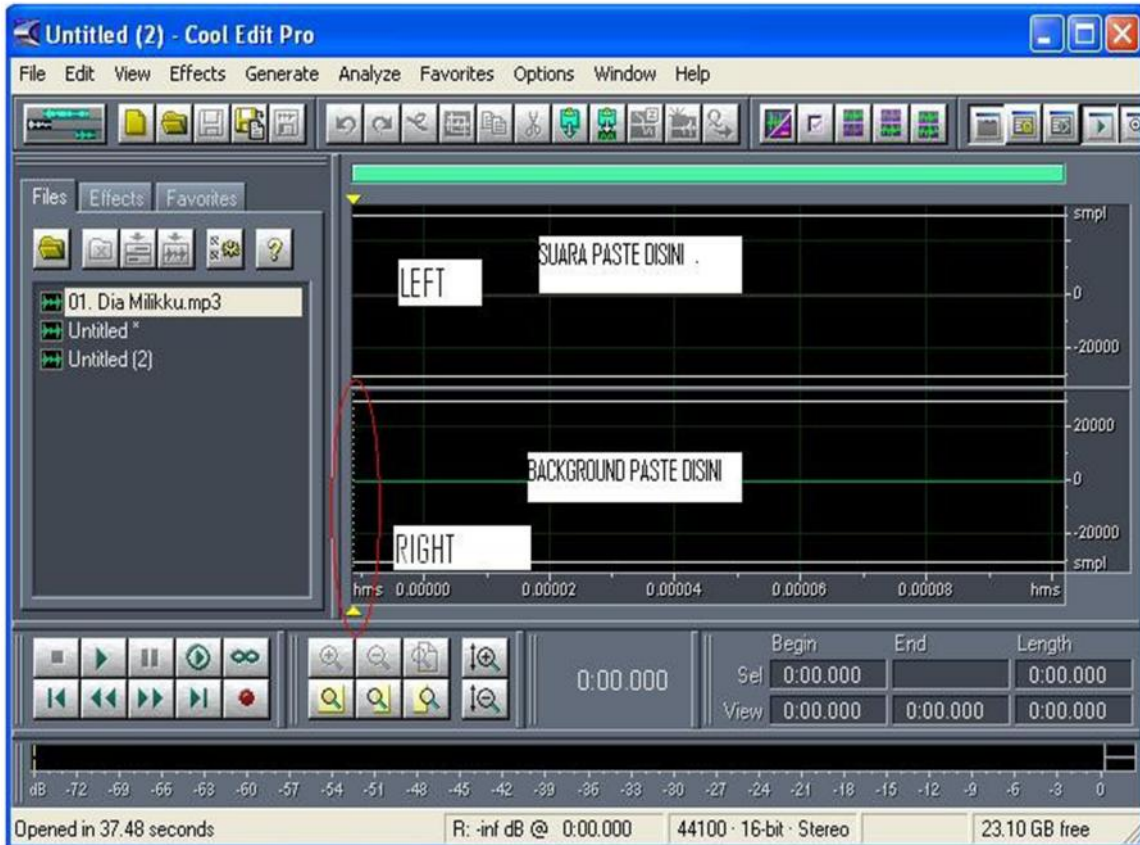 Untitled (2) - Cool Edit Pro
File Edit View Effects Generate Analyze Favorites Options Window Help
Files Effects Favorites
01. Dia Milikku.mp3
Untitled *
Untitled (2)
smpl
SUARA PASTE DISINI .
LEFT
0
-20000
20000
BACKGROUND PASTE DISINI
0
-20000
RIGHT
smpl
hms 0.00000 0.00002 0.00004 0.00006 0.00008 hms
Begin End Length
0:00.000
Sel 0:00.000 0:00.000
View 0:00.000 0:00.000 0:00.000
dB -72 -69 -66 -63 -60 -57 -54 -51 -48 -45 -42 -39 -36 -33 -30 -27 -24 -21 -18 -15 -12 -9 -6 -3 0
Opened in 37.48 seconds R: -inf dB @ 0:00.000 44100 · 16-bit · Stereo 23.10 GB free